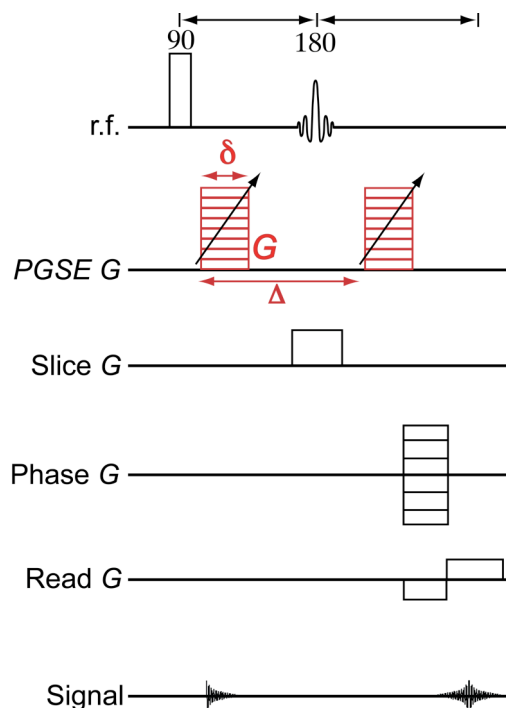 90 180
r.f.
δ
G
PGSE G
Δ
Slice G
Phase G
Read G
Signal